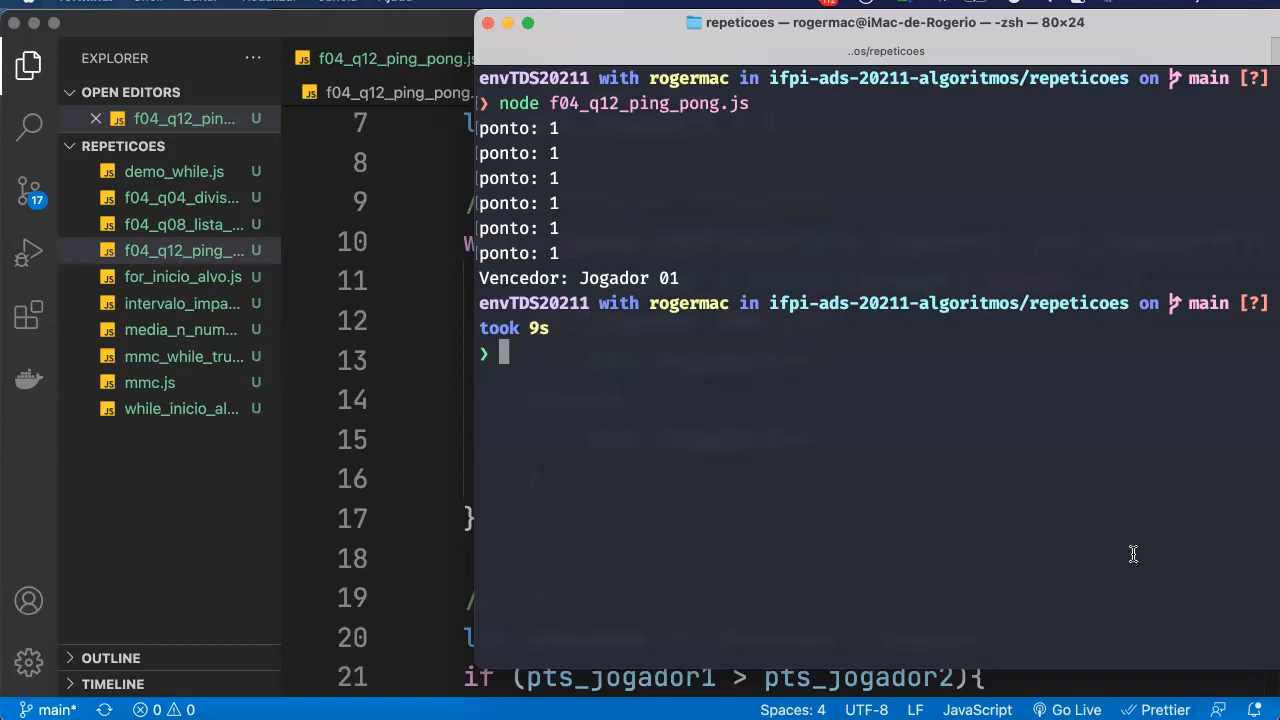 repeticoes — rogermac@iMac-de-Rogerio — -zsh — 80×24
..os/repeticoes
envTDS20211 with rogermac in ifpi-ads-20211-algoritmos/repeticoes on main [?]
❯ node f04_q12_ping_pong.js
ponto: 1
ponto: 1
ponto: 1
ponto: 1
ponto: 1
ponto: 1
Vencedor: Jogador 01
envTDS20211 with rogermac in ifpi-ads-20211-algoritmos/repeticoes on main [?]
took 9s
❯
EXPLORER
OPEN EDITORS
f04_q12_pin... U
REPETICOES
demo_while.js U
f04_q04_divis... U
f04_q08_lista_... U
f04_q12_ping_... U
for_inicio_alvo.js U
intervalo_impa... U
media_n_num... U
mmc_while_tru... U
mmc.js U
while_inicio_al... U
OUTLINE
TIMELINE
17
f04_q12_ping_pong.js
f04_q12_ping_pong.
7
8
9
10
11
12
13
14
15
16
17 }
18
19
20
21 if (pts_jogador1 > pts_jogador2){
main* 0 0 Spaces: 4 UTF-8 LF JavaScript Go Live Prettier